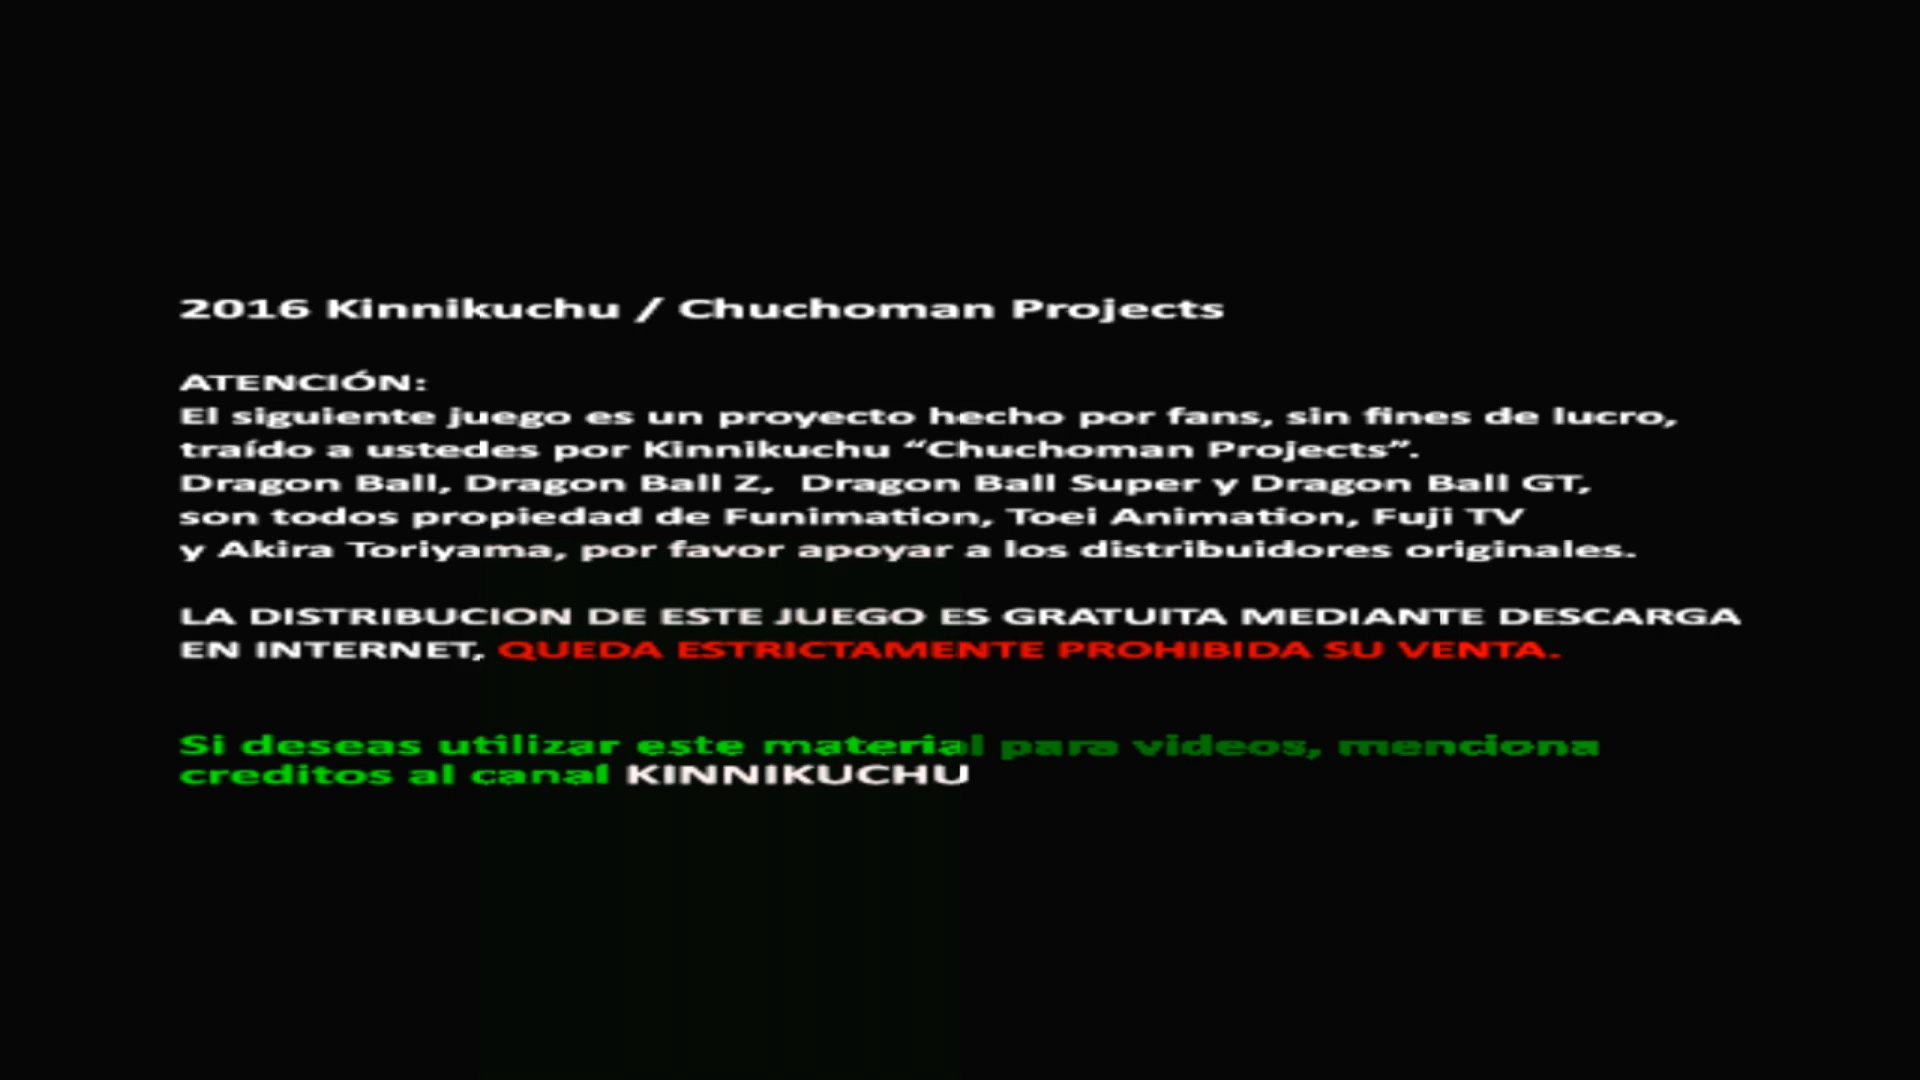 2016 Kinnikuchu / Chuchoman Projects
ATENCIÓN:
El siguiente juego es un proyecto hecho por fans, sin fines de lucro,
traído a ustedes por Kinnikuchu “Chuchoman Projects”.
Dragon Ball, Dragon Ball Z, Dragon Ball Super y Dragon Ball GT,
son todos propiedad de Funimation, Toei Animation, Fuji TV
y Akira Toriyama, por favor apoyar a los distribuidores originales.
LA DISTRIBUCION DE ESTE JUEGO ES GRATUITA MEDIANTE DESCARGA
EN INTERNET, QUEDA ESTRICTAMENTE PROHIBIDA SU VENTA.
Si deseas utilizar este material para videos, menciona
creditos al canal KINNIKUCHU